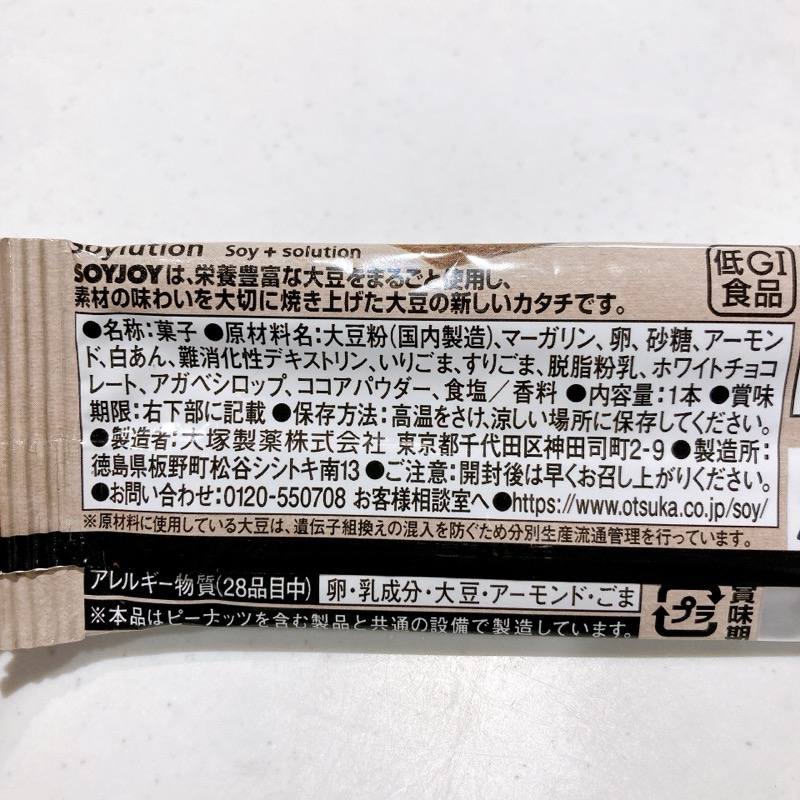 Soylution Soy + solution
SOYJOYは、栄養豊富な大豆をまるごと使用し、
素材の味わいを大切に焼き上げた大豆の新しいカタチです。
低GI
食品
●名称:菓子 ●原材料名:大豆粉(国内製造)、マーガリン、卵、砂糖、アーモン
ド、白あん、難消化性デキストリン、いりごま、すりごま、脱脂粉乳、ホワイトチョコ
レート、アガベシロップ、ココアパウダー、食塩/香料 ●内容量:1本 ●賞味
期限:右下部に記載 ●保存方法:高温をさけ、涼しい場所に保存してください。
●製造者:大塚製薬株式会社 東京都千代田区神田司町2-9 ●製造所:
徳島県板野町松谷シシトキ南13 ●ご注意:開封後は早くお召し上がりください。
●お問い合わせ:0120-550708 お客様相談室へ ●https://www.otsuka.co.jp/soy/
※原材料に使用している大豆は、遺伝子組換えの混入を防ぐため分別生産流通管理を行っています。
アレルギー物質(28品目中) 卵・乳成分・大豆・アーモンド・ごま
※本品はピーナッツを含む製品と共通の設備で製造しています。
プラ
賞味期